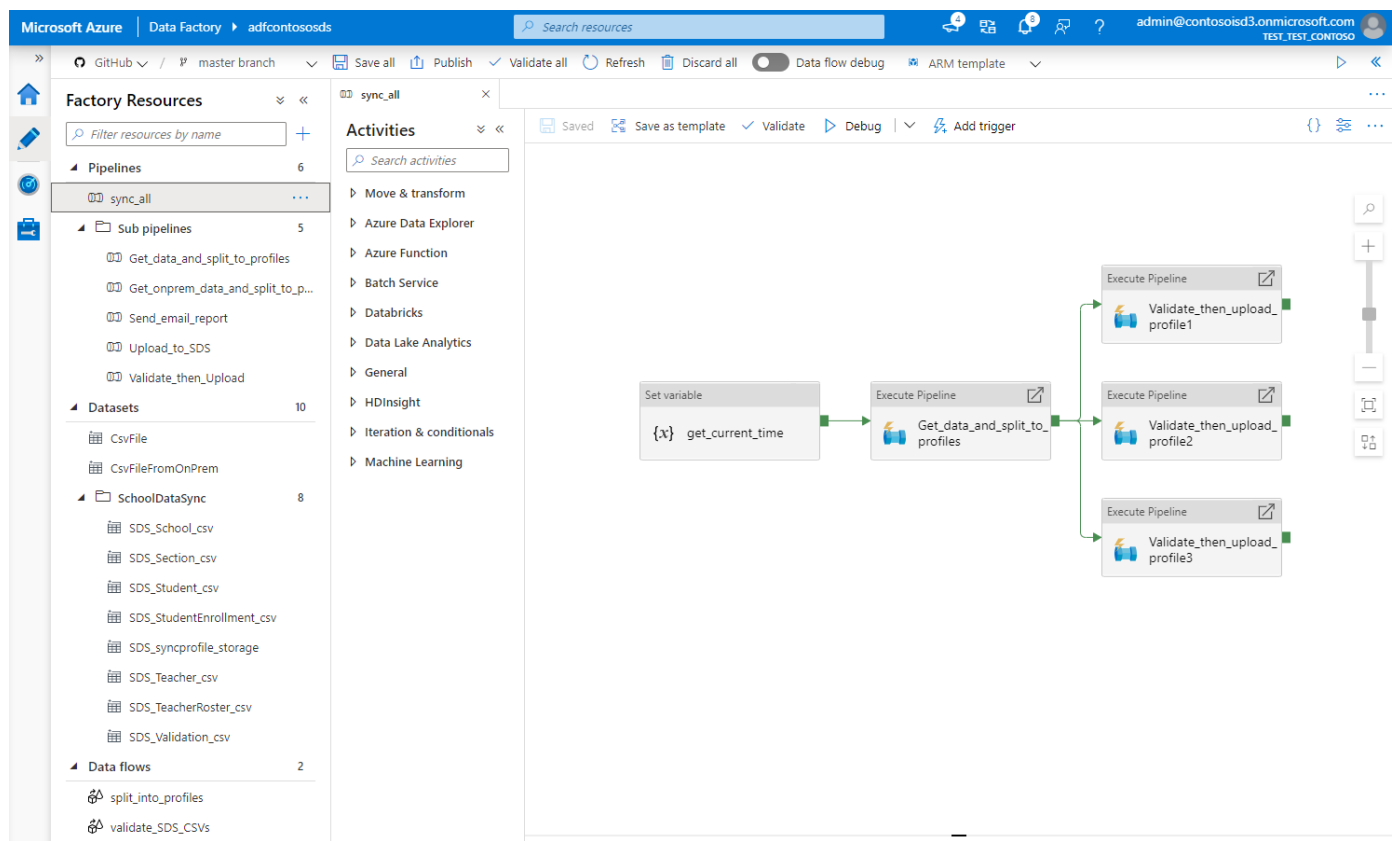 Microsoft Azure
Data Factory
adfcontososds
Search resources
4
8
?
admin@contosoisd3.onmicrosoft.com
TEST_TEST_CONTOSO
GitHub
/
master branch
Save all
Publish
Validate all
Refresh
Discard all
Data flow debug
ARM template
Factory Resources
Filter resources by name
Pipelines 6
sync_all
Sub pipelines 5
Get_data_and_split_to_profiles
Get_onprem_data_and_split_to_p...
Send_email_report
Upload_to_SDS
Validate_then_Upload
Datasets 10
CsvFile
CsvFileFromOnPrem
SchoolDataSync 8
SDS_School_csv
SDS_Section_csv
SDS_Student_csv
SDS_StudentEnrollment_csv
SDS_syncprofile_storage
SDS_Teacher_csv
SDS_TeacherRoster_csv
SDS_Validation_csv
Data flows 2
split_into_profiles
validate_SDS_CSVs
sync_all
Activities
Search activities
Move & transform
Azure Data Explorer
Azure Function
Batch Service
Databricks
Data Lake Analytics
General
HDInsight
Iteration & conditionals
Machine Learning
Saved
Save as template
Validate
Debug
Add trigger
{}
Set variable
{x} get_current_time
Execute Pipeline
Get_data_and_split_to_
profiles
Execute Pipeline
Validate_then_upload_
profile1
Execute Pipeline
Validate_then_upload_
profile2
Execute Pipeline
Validate_then_upload_
profile3